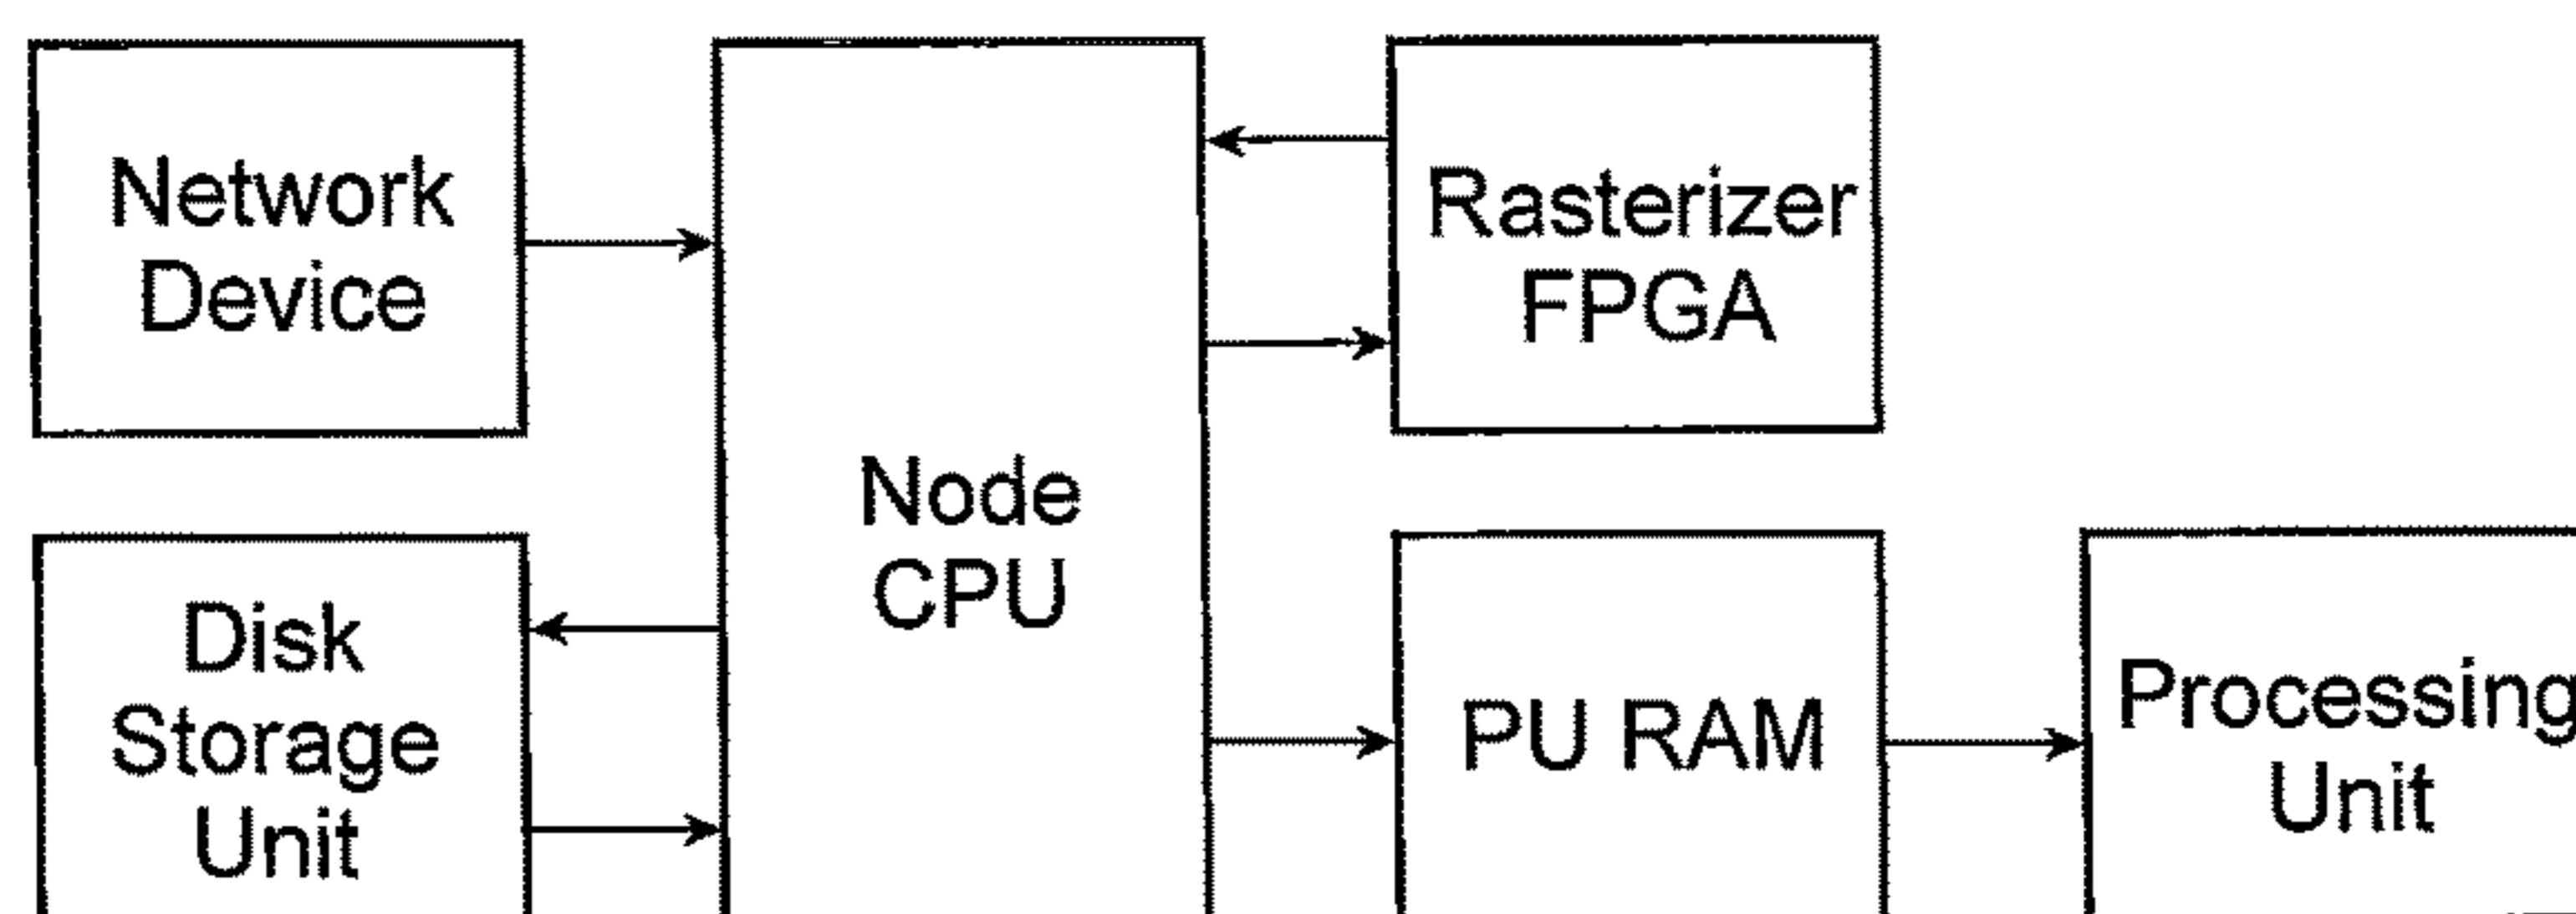 Network
Device
Node
CPU
Rasterizer
FPGA
Disk
Storage
Unit
PU RAM
Processing
Unit